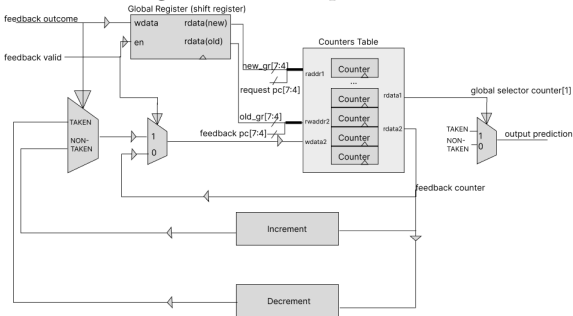 Global Register (shift register)
feedback outcome
wdata
rdata(new)
en
rdata(old)
feedback valid
Counters Table
new_gr[7:4]
raddr1
request pc[7:4]
Counter
...
Counter
Counter
Counter
Counter
rdata1
rdata2
global selector counter[1]
old_gr[7:4]
rwaddr2
feedback pc[7:4]
wdata2
TAKEN
NON-
TAKEN
1
0
TAKEN
NON-
TAKEN
1
0
output prediction
feedback counter
Increment
Decrement